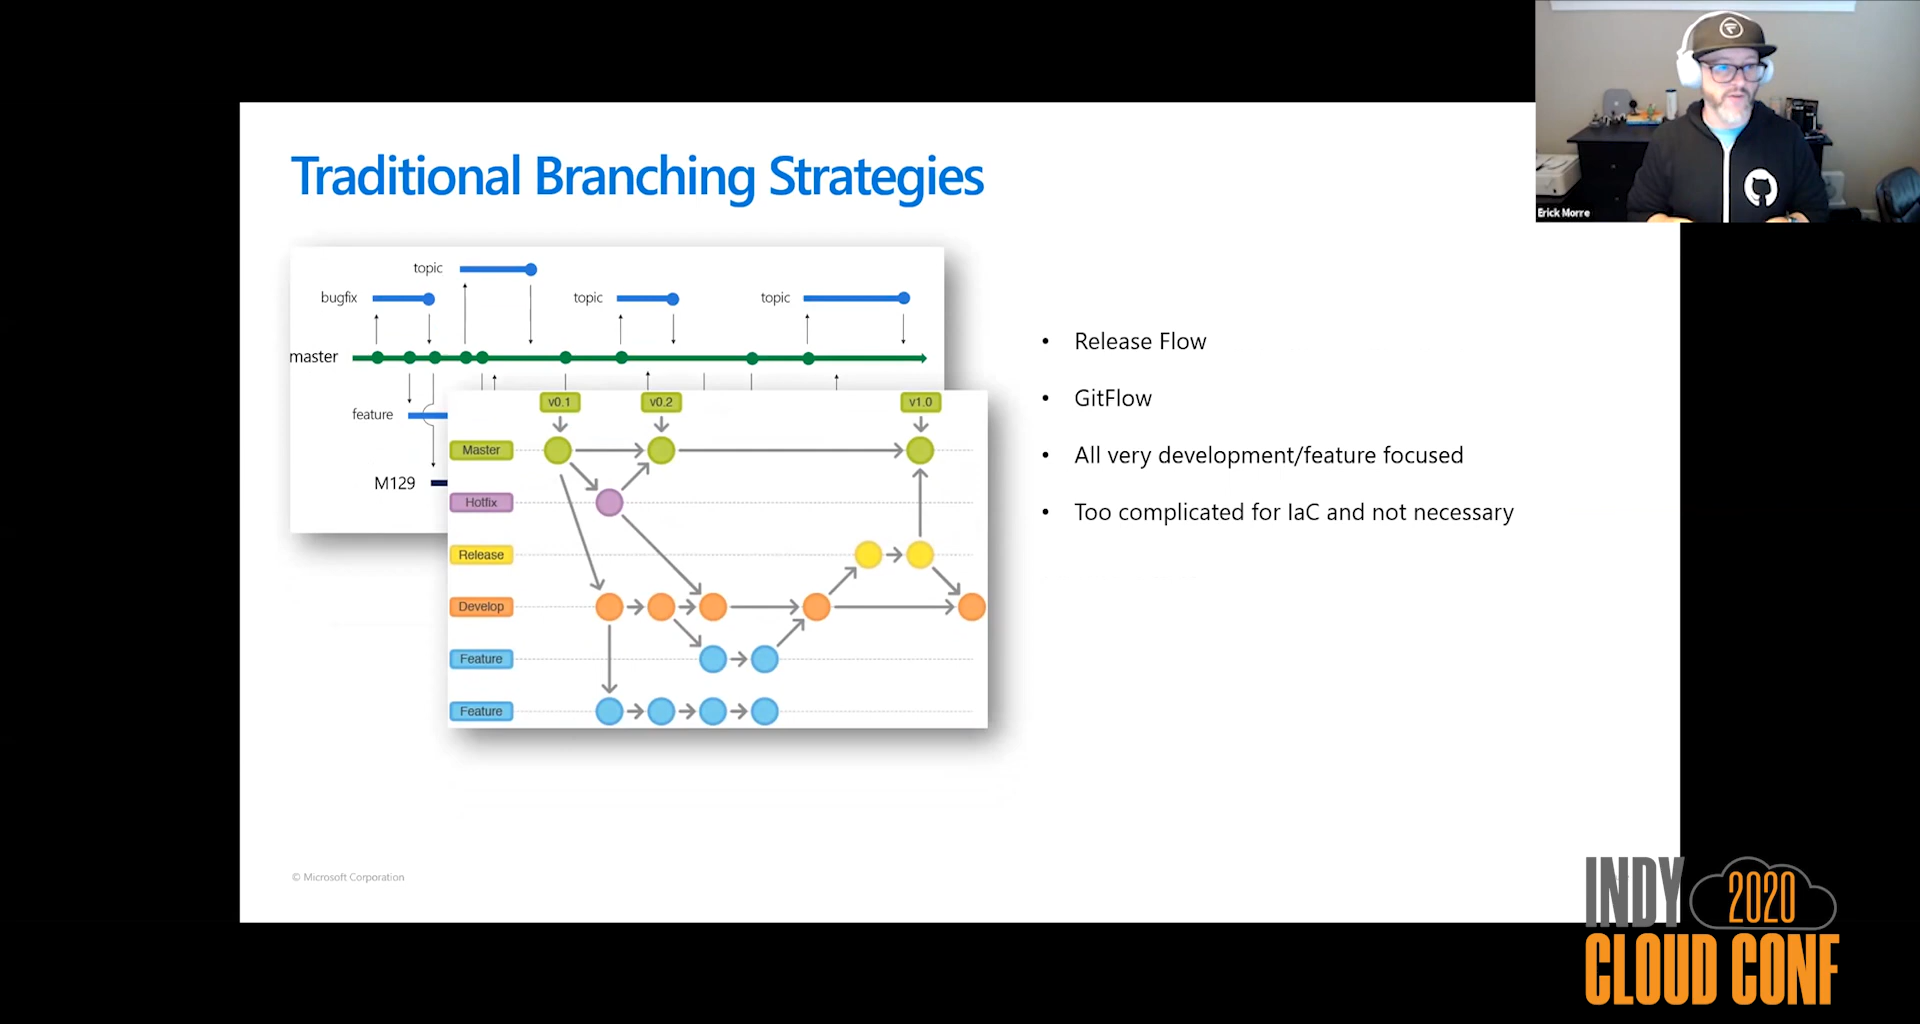 Traditional Branching Strategies
topic
bugfix
topic
topic
master
feature
M129
v0.1
v0.2
v1.0
Master
Hotfix
Release
Develop
Feature
Feature
• Release Flow
• GitFlow
• All very development/feature focused
• Too complicated for IaC and not necessary
© Microsoft Corporation
Erick Morre
INDY 2020
CLOUD CONF